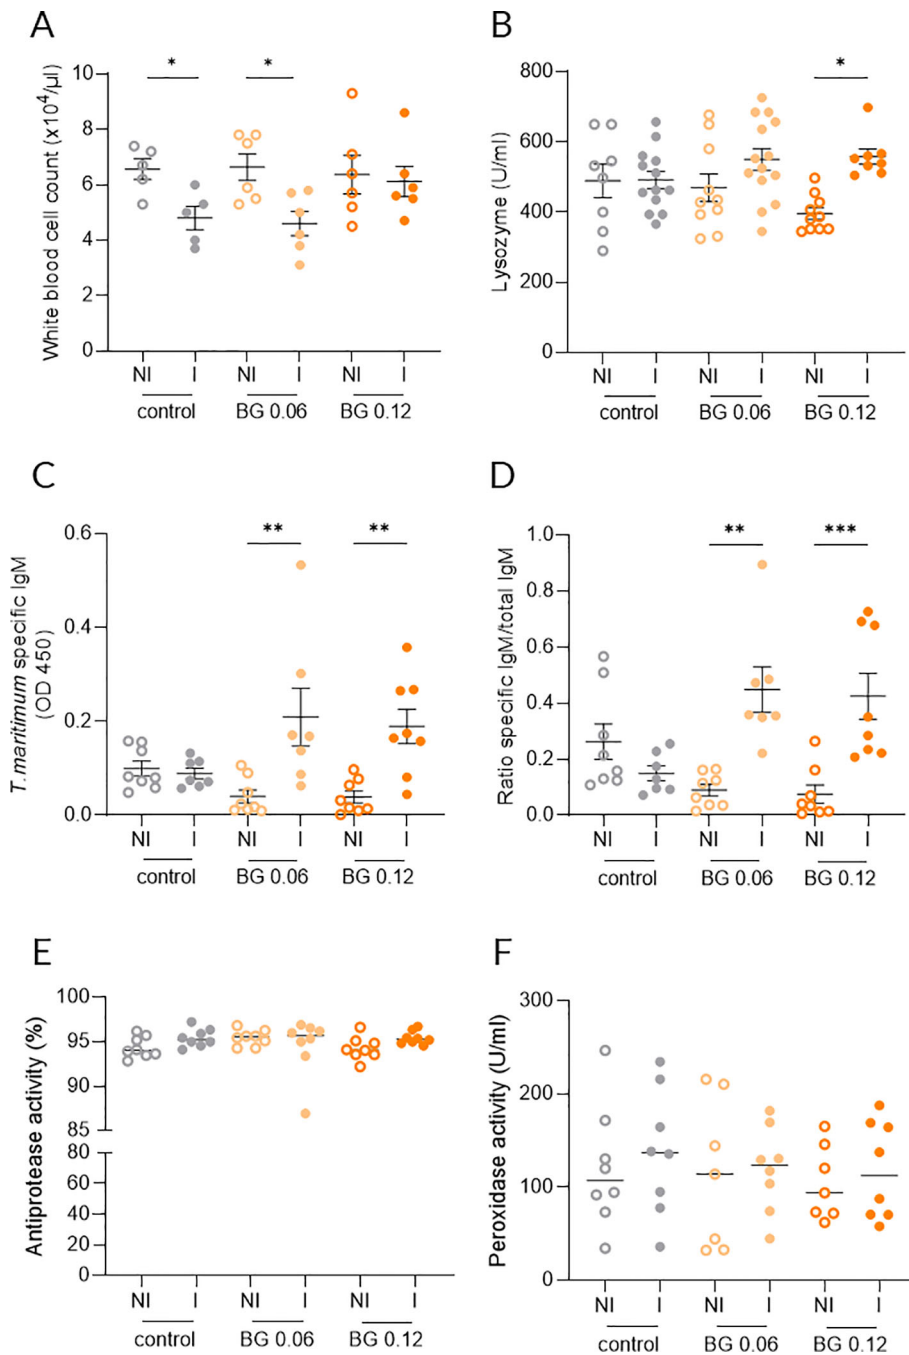 A
White blood cell count (x10⁴/µl)
10
8
6
4
2
0
* *
NI I NI I NI I
control BG 0.06 BG 0.12
B
Lysozyme (U/ml)
800
600
400
200
0
*
NI I NI I NI I
control BG 0.06 BG 0.12
C
T. maritimum specific IgM
(OD 450)
0.6
0.4
0.2
0.0
** **
NI I NI I NI I
control BG 0.06 BG 0.12
D
Ratio specific IgM/total IgM
1.0
0.8
0.6
0.4
0.2
0.0
** ***
NI I NI I NI I
control BG 0.06 BG 0.12
E
Antiprotease activity (%)
100
95
90
85
80
60
40
20
0
NI I NI I NI I
control BG 0.06 BG 0.12
F
Peroxidase activity (U/ml)
300
200
100
0
NI I NI I NI I
control BG 0.06 BG 0.12